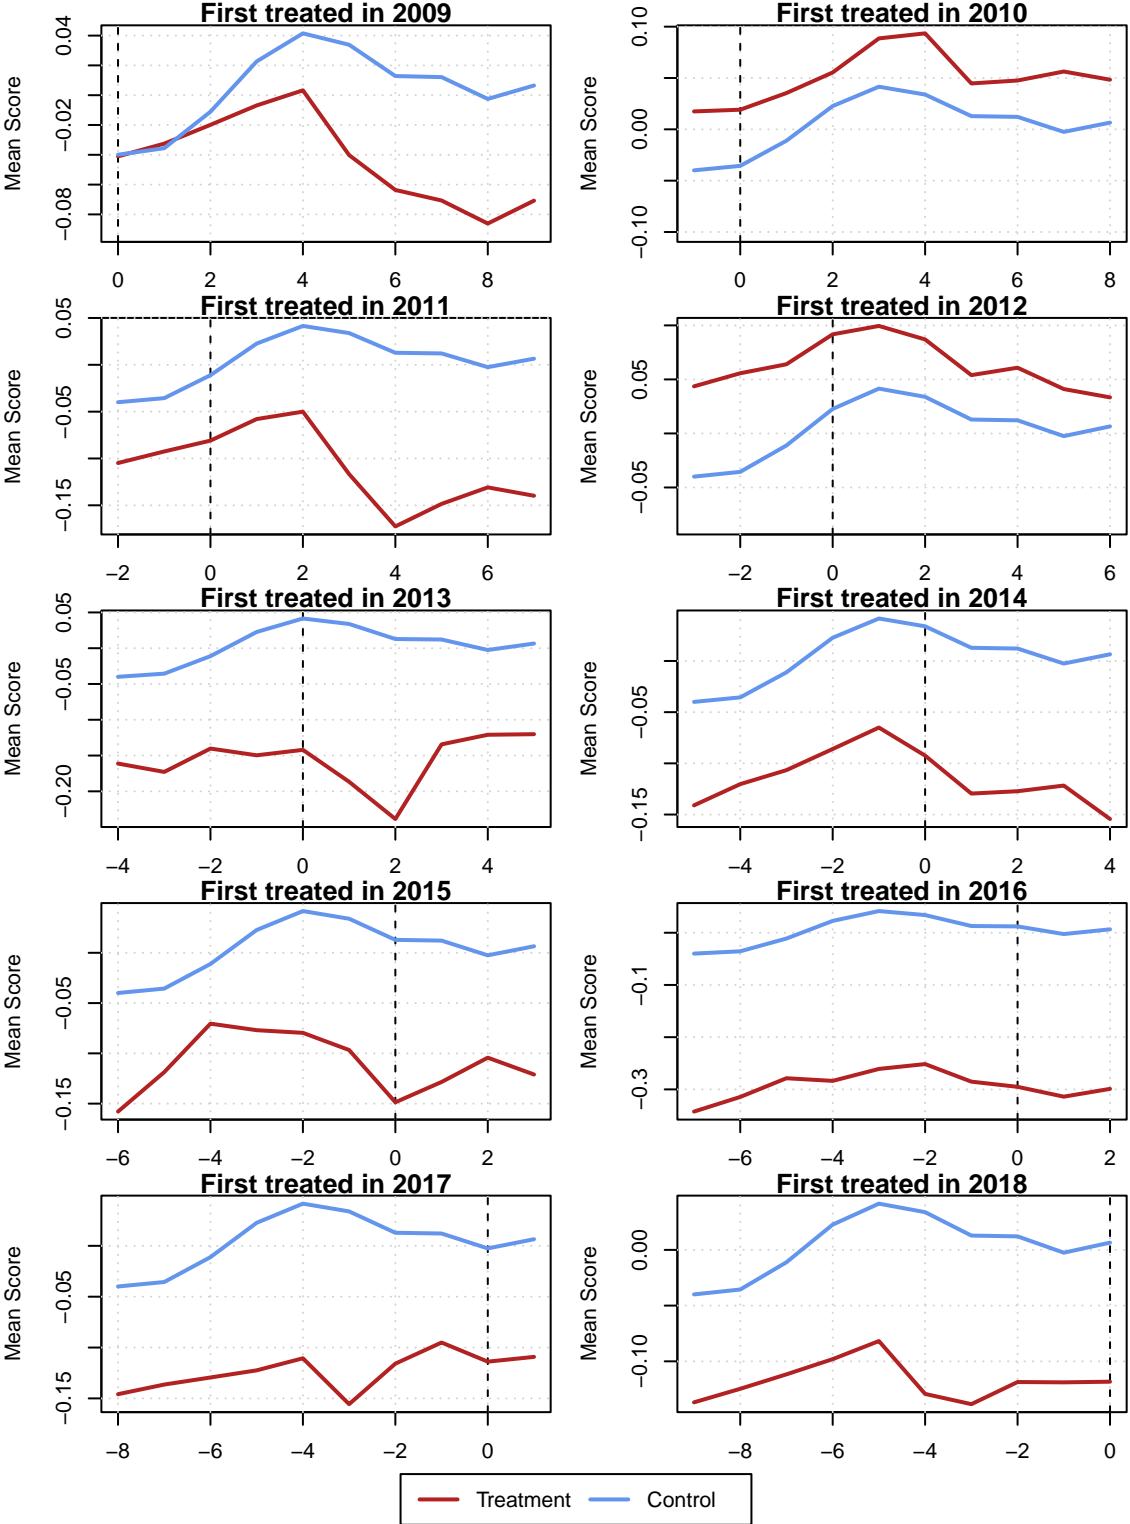 First treated in 2009
Mean Score
0.04
−0.02
−0.08
0 2 4 6 8
First treated in 2010
Mean Score
0.10
0.00
−0.10
0 2 4 6 8
First treated in 2011
Mean Score
0.05
−0.05
−0.15
−2 0 2 4 6
First treated in 2012
Mean Score
0.05
−0.05
−2 0 2 4 6
First treated in 2013
Mean Score
0.05
−0.05
−0.20
−4 −2 0 2 4
First treated in 2014
Mean Score
−0.05
−0.15
−4 −2 0 2 4
First treated in 2015
Mean Score
−0.05
−0.15
−6 −4 −2 0 2
First treated in 2016
Mean Score
−0.1
−0.3
−6 −4 −2 0 2
First treated in 2017
Mean Score
−0.05
−0.15
−8 −6 −4 −2 0
First treated in 2018
Mean Score
0.00
−0.10
−8 −6 −4 −2 0
Treatment Control